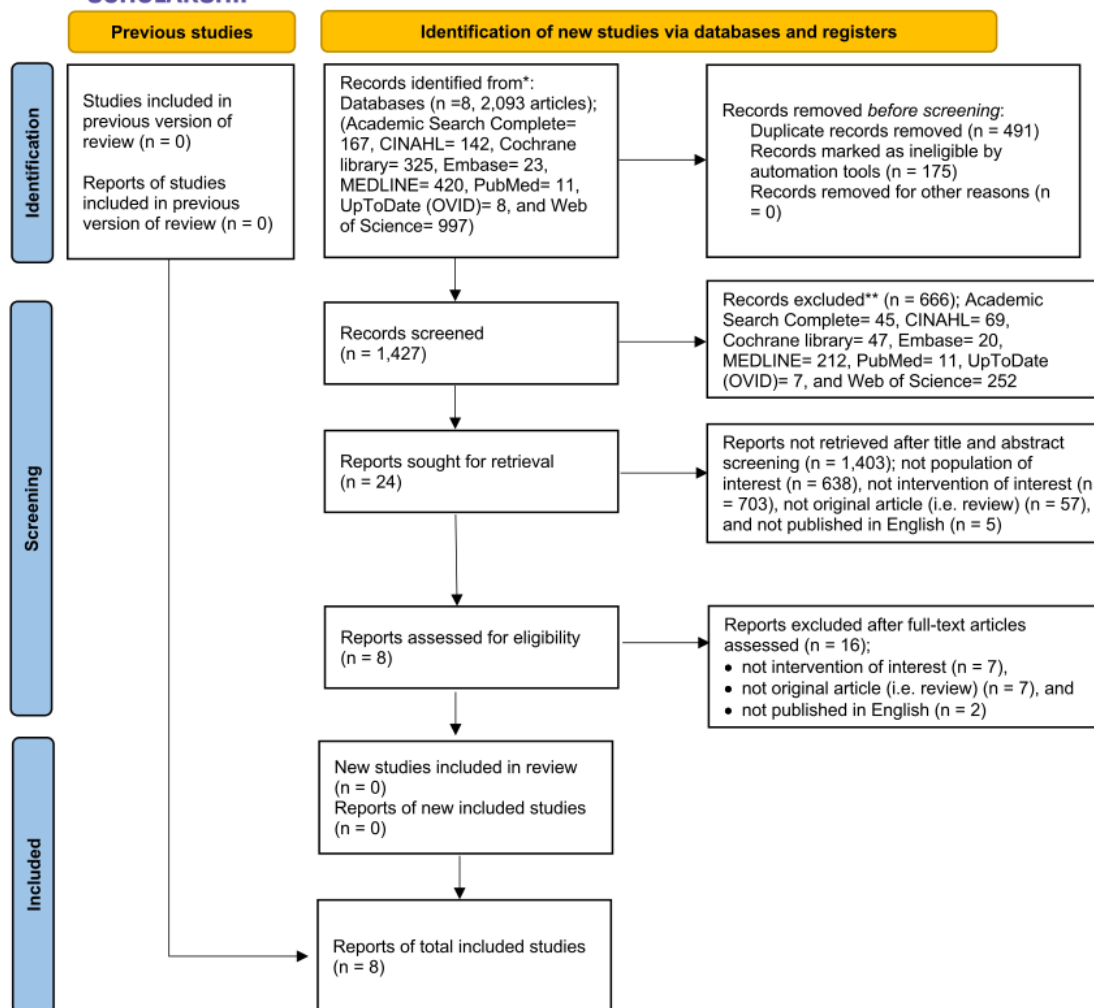 Previous studies
Identification of new studies via databases and registers
Identification
Studies included in
previous version of
review (n = 0)
Reports of studies
included in previous
version of review (n = 0)
Records identified from*:
Databases (n =8, 2,093 articles);
(Academic Search Complete=
167, CINAHL= 142, Cochrane
library= 325, Embase= 23,
MEDLINE= 420, PubMed= 11,
UpToDate (OVID)= 8, and Web
of Science= 997)
Records removed before screening:
Duplicate records removed (n = 491)
Records marked as ineligible by
automation tools (n = 175)
Records removed for other reasons (n
= 0)
Screening
Records screened
(n = 1,427)
Records excluded** (n = 666); Academic
Search Complete= 45, CINAHL= 69,
Cochrane library= 47, Embase= 20,
MEDLINE= 212, PubMed= 11, UpToDate
(OVID)= 7, and Web of Science= 252
Reports sought for retrieval
(n = 24)
Reports not retrieved after title and abstract
screening (n = 1,403); not population of
interest (n = 638), not intervention of interest (n
= 703), not original article (i.e. review) (n = 57),
and not published in English (n = 5)
Reports assessed for eligibility
(n = 8)
Reports excluded after full-text articles
assessed (n = 16);
• not intervention of interest (n = 7),
• not original article (i.e. review) (n = 7), and
• not published in English (n = 2)
Included
New studies included in review
(n = 0)
Reports of new included studies
(n = 0)
Reports of total included studies
(n = 8)